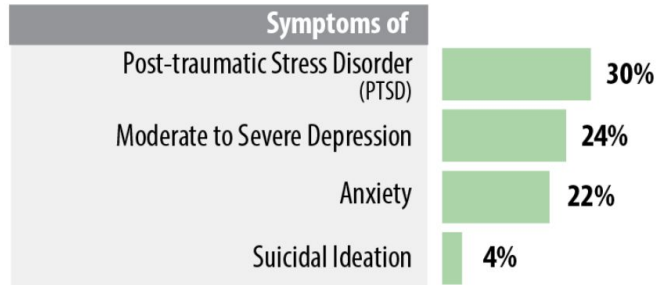 Symptoms of
Post-traumatic Stress Disorder
(PTSD)
30%
Moderate to Severe Depression
24%
Anxiety
22%
Suicidal Ideation
4%